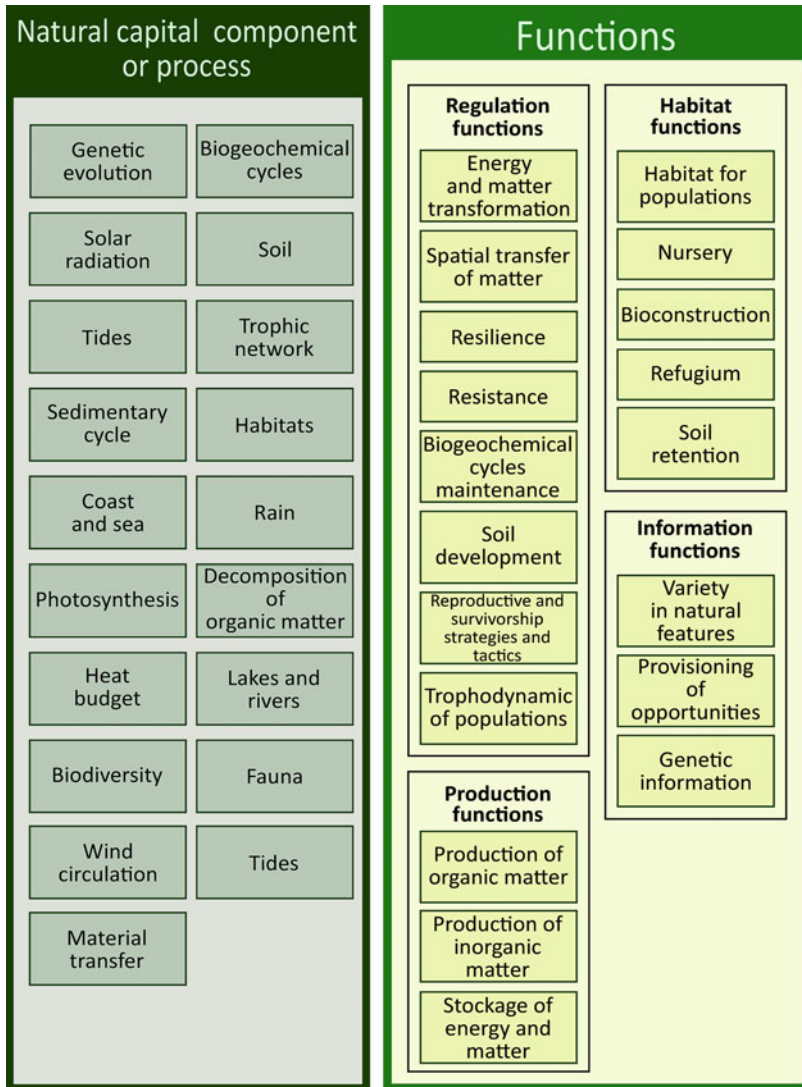 Natural capital component
or process
Genetic
evolution
Biogeochemical
cycles
Solar
radiation
Soil
Tides
Trophic
network
Sedimentary
cycle
Habitats
Coast
and sea
Rain
Photosynthesis
Decomposition
of
organic matter
Heat
budget
Lakes and
rivers
Biodiversity
Fauna
Wind
circulation
Tides
Material
transfer
Functions
Regulation
functions
Energy
and matter
transformation
Spatial transfer
of matter
Resilience
Resistance
Biogeochemical
cycles
maintenance
Soil
development
Reproductive and
survivorship
strategies and
tactics
Trophodynamic
of populations
Production
functions
Production of
organic matter
Production of
inorganic
matter
Stockage of
energy and
matter
Habitat
functions
Habitat for
populations
Nursery
Bioconstruction
Refugium
Soil
retention
Information
functions
Variety
in natural
features
Provisioning
of
opportunities
Genetic
information